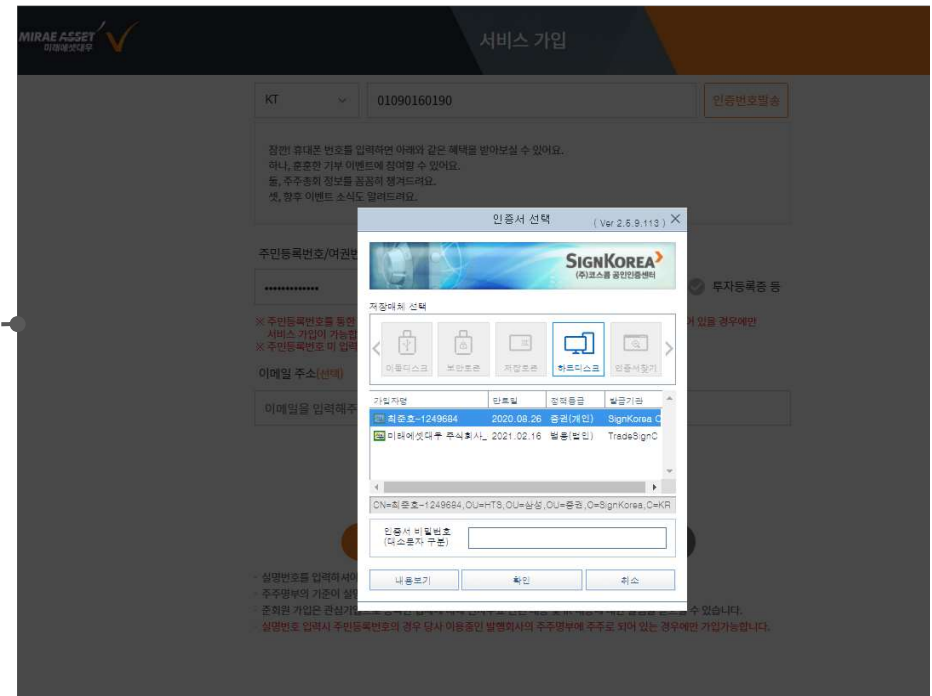 MIRAE ASSET
미래에셋대우
서비스 가입
KT
01090160190
인증번호발송
잠깐! 휴대폰 번호를 입력하면 아래와 같은 혜택을 받아보실 수 있어요.
하나, 훈훈한 기부 이벤트에 참여할 수 있어요.
둘, 주주총회 정보를 꼼꼼히 챙겨드려요.
셋, 향후 이벤트 소식도 알려드려요.
인증서 선택
( Ver 2.5.9.113 )
SIGNKOREA
(주)코스콤 공인인증센터
주민등록번호/여권번
•••••••••••••
투자등록증 등
저장매체 선택
※ 주민등록번호를 통한
어 있을 경우에만
서비스 가입이 가능합
※ 주민등록번호 미 입력
이동디스크
보안토큰
저장토큰
하드디스크
인증서찾기
이메일 주소(선택)
이메일을 입력해주
가입자명
만료일
정책등급
발급기관
최준호-1249684
2020.08.26
증권(개인)
SignKorea C
미래에셋대우 주식회사_
2021.02.16
범용(법인)
TradeSignC
CN=최준호-1249684,OU=HTS,OU=삼성,OU=증권,O=SignKorea,C=KR
인증서 비밀번호
(대소문자 구분)
내용보기
확인
취소
- 실명번호를 입력하셔야
- 주주명부의 기준이 실명
- 준회원 가입은 관심기업
수 있습니다.
- 실명번호 입력시 주민등록번호의 경우 당사 이용중인 발행회사의 주주명부에 주주로 되어 있는 경우에만 가입가능합니다.